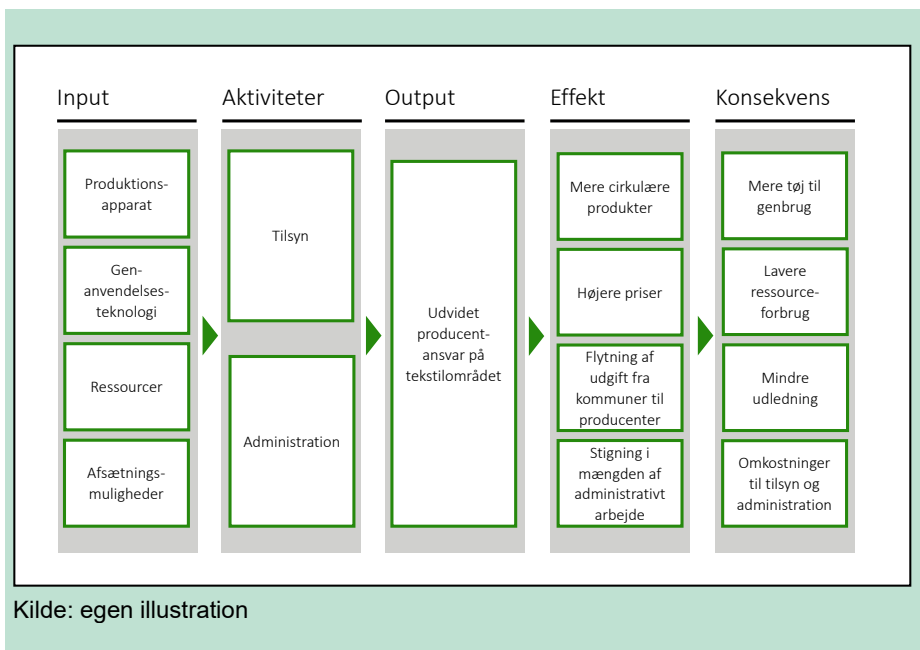 Input
Aktiviteter
Output
Effekt
Konsekvens
Produktions-
apparat
Gen-
anvendelses-
teknologi
Ressourcer
Afsætnings-
muligheder
Tilsyn
Administration
Udvidet
producent-
ansvar på
tekstilområdet
Mere cirkulære
produkter
Højere priser
Flytning af
udgift fra
kommuner til
producenter
Stigning i
mængden af
administrativt
arbejde
Mere tøj til
genbrug
Lavere
ressource-
forbrug
Mindre
udledning
Omkostninger
til tilsyn og
administration
Kilde: egen illustration